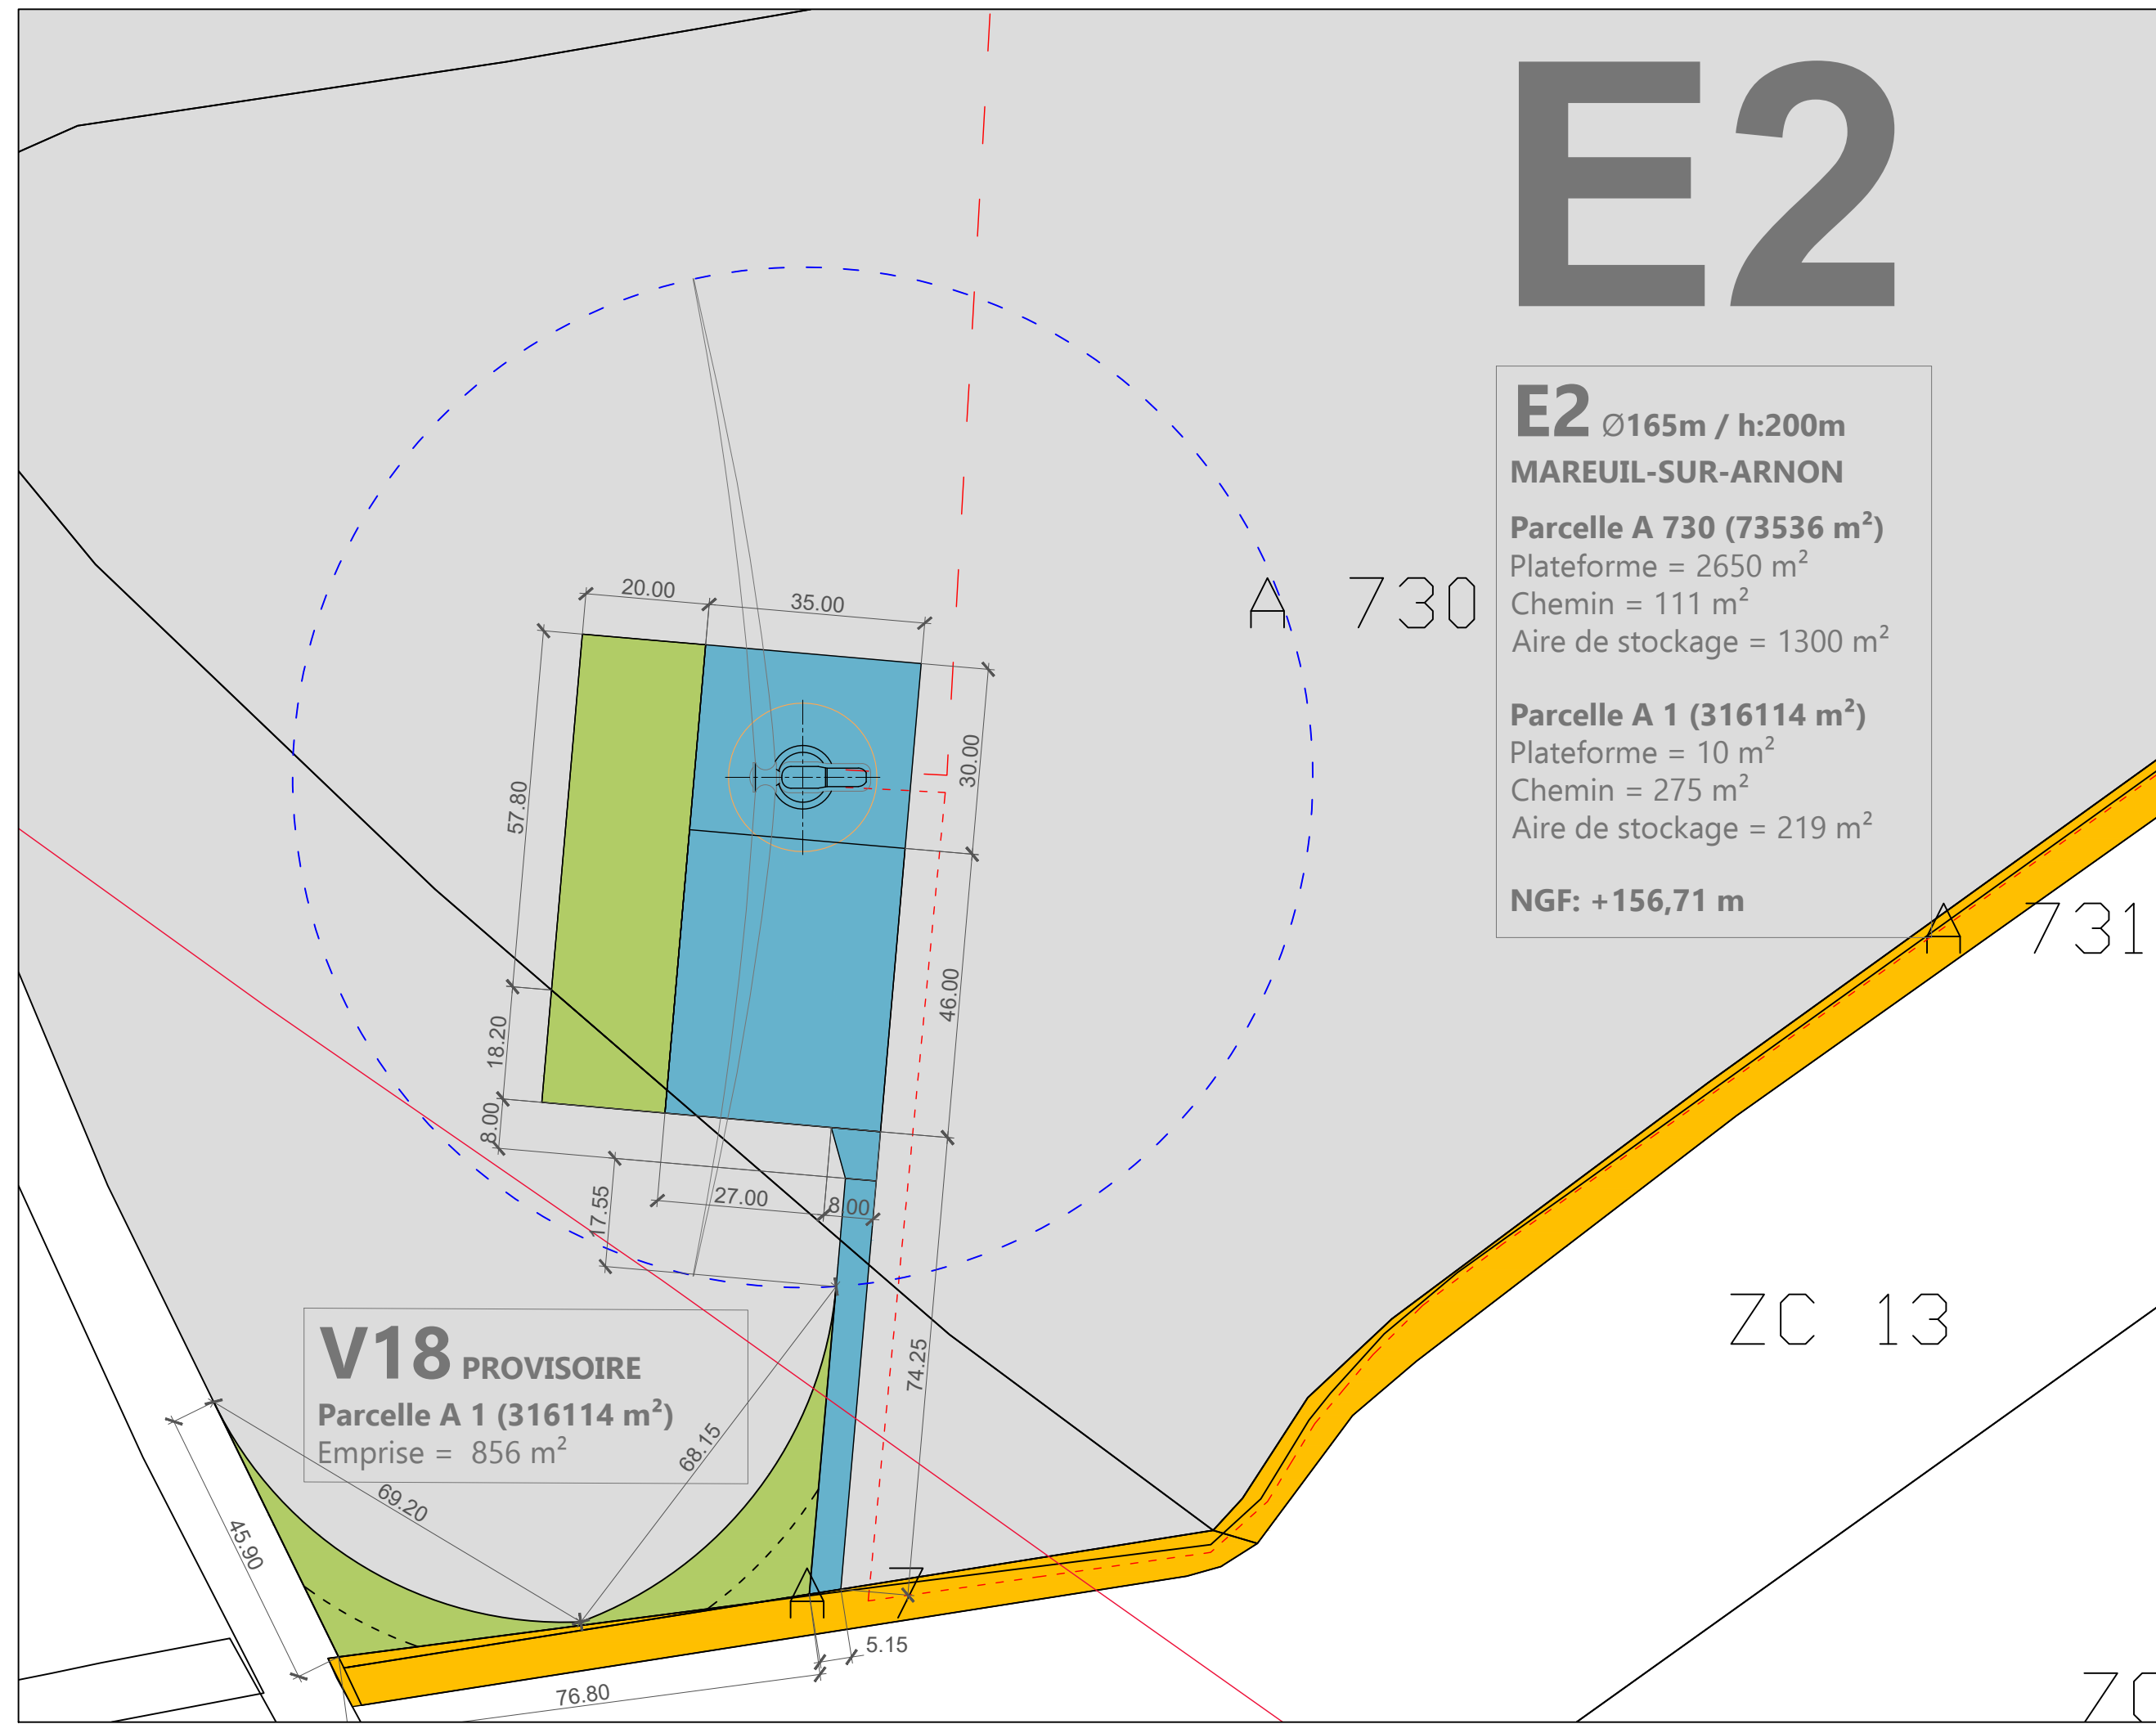 E2
E2 Ø165m / h:200m
MAREUIL-SUR-ARNON
Parcelle A 730 (73536 m²)
Plateforme = 2650 m²
Chemin = 111 m²
Aire de stockage = 1300 m²
Parcelle A 1 (316114 m²)
Plateforme = 10 m²
Chemin = 275 m²
Aire de stockage = 219 m²
NGF: +156,71 m
A 730
20.00
35.00
30.00
57.80
46.00
18.20
8.00
17.55
27.00
8.00
74.25
A 731
ZC 13
V18 PROVISOIRE
Parcelle A 1 (316114 m²)
Emprise = 856 m²
68.15
69.20
45.90
A 7
5.15
76.80